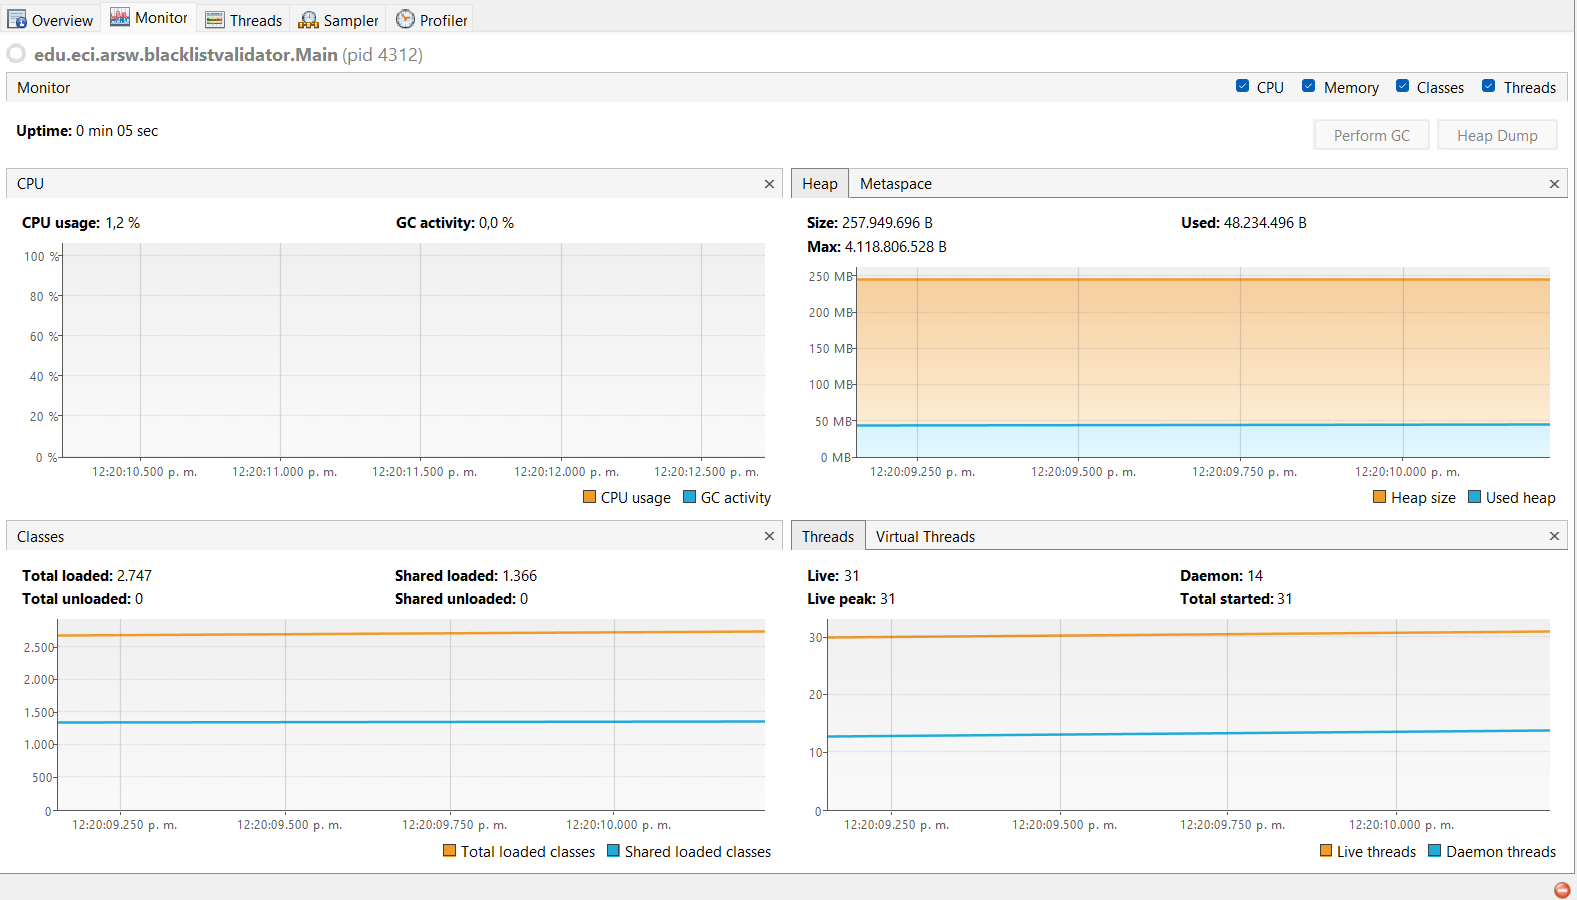 Overview Monitor Threads Sampler Profiler
edu.eci.arsw.blacklistvalidator.Main (pid 4312)
Monitor CPU Memory Classes Threads
Uptime: 0 min 05 sec
Perform GC Heap Dump
CPU
CPU usage: 1,2 % GC activity: 0,0 %
100 %
80 %
60 %
40 %
20 %
0 %
12:20:10.500 p. m. 12:20:11.000 p. m. 12:20:11.500 p. m. 12:20:12.000 p. m. 12:20:12.500 p. m.
CPU usage GC activity
Heap Metaspace
Size: 257.949.696 B Used: 48.234.496 B
Max: 4.118.806.528 B
250 MB
200 MB
150 MB
100 MB
50 MB
0 MB
12:20:09.250 p. m. 12:20:09.500 p. m. 12:20:09.750 p. m. 12:20:10.000 p. m.
Heap size Used heap
Classes
Total loaded: 2.747 Shared loaded: 1.366
Total unloaded: 0 Shared unloaded: 0
2.500
2.000
1.500
1.000
500
0
12:20:09.250 p. m. 12:20:09.500 p. m. 12:20:09.750 p. m. 12:20:10.000 p. m.
Total loaded classes Shared loaded classes
Threads Virtual Threads
Live: 31 Daemon: 14
Live peak: 31 Total started: 31
30
20
10
0
12:20:09.250 p. m. 12:20:09.500 p. m. 12:20:09.750 p. m. 12:20:10.000 p. m.
Live threads Daemon threads